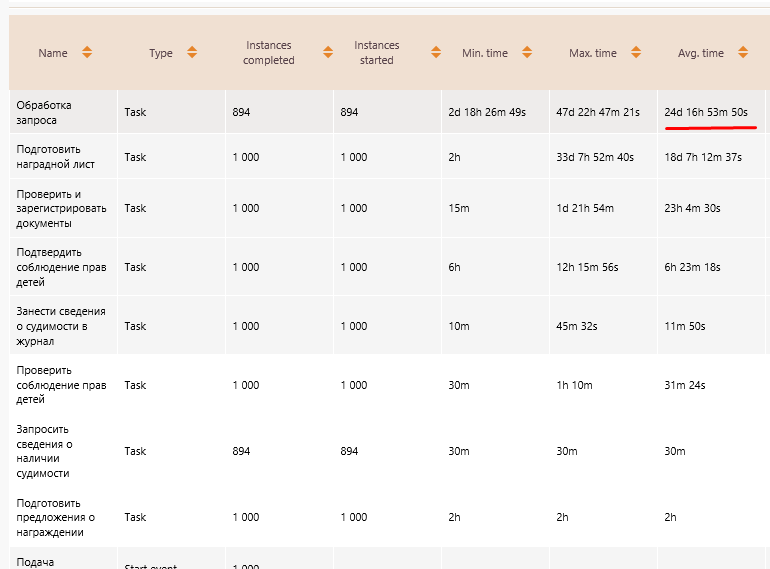 Name Type Instances completed Instances started Min. time Max. time Avg. time
Обработка
запроса Task 894 894 2d 18h 26m 49s 47d 22h 47m 21s 24d 16h 53m 50s
Подготовить
наградной лист Task 1 000 1 000 2h 33d 7h 52m 40s 18d 7h 12m 37s
Проверить и
зарегистрировать Task 1 000 1 000 15m 1d 21h 54m 23h 4m 30s
документы
Подтвердить
соблюдение прав Task 1 000 1 000 6h 12h 15m 56s 6h 23m 18s
детей
Занести сведения
о судимости в Task 1 000 1 000 10m 45m 32s 11m 50s
журнал
Проверить
соблюдение прав Task 1 000 1 000 30m 1h 10m 31m 24s
детей
Запросить
сведения о
наличии Task 894 894 30m 30m 30m
судимости
Подготовить
предложения о Task 1 000 1 000 2h 2h 2h
награждении
Подача
Start event 1 000